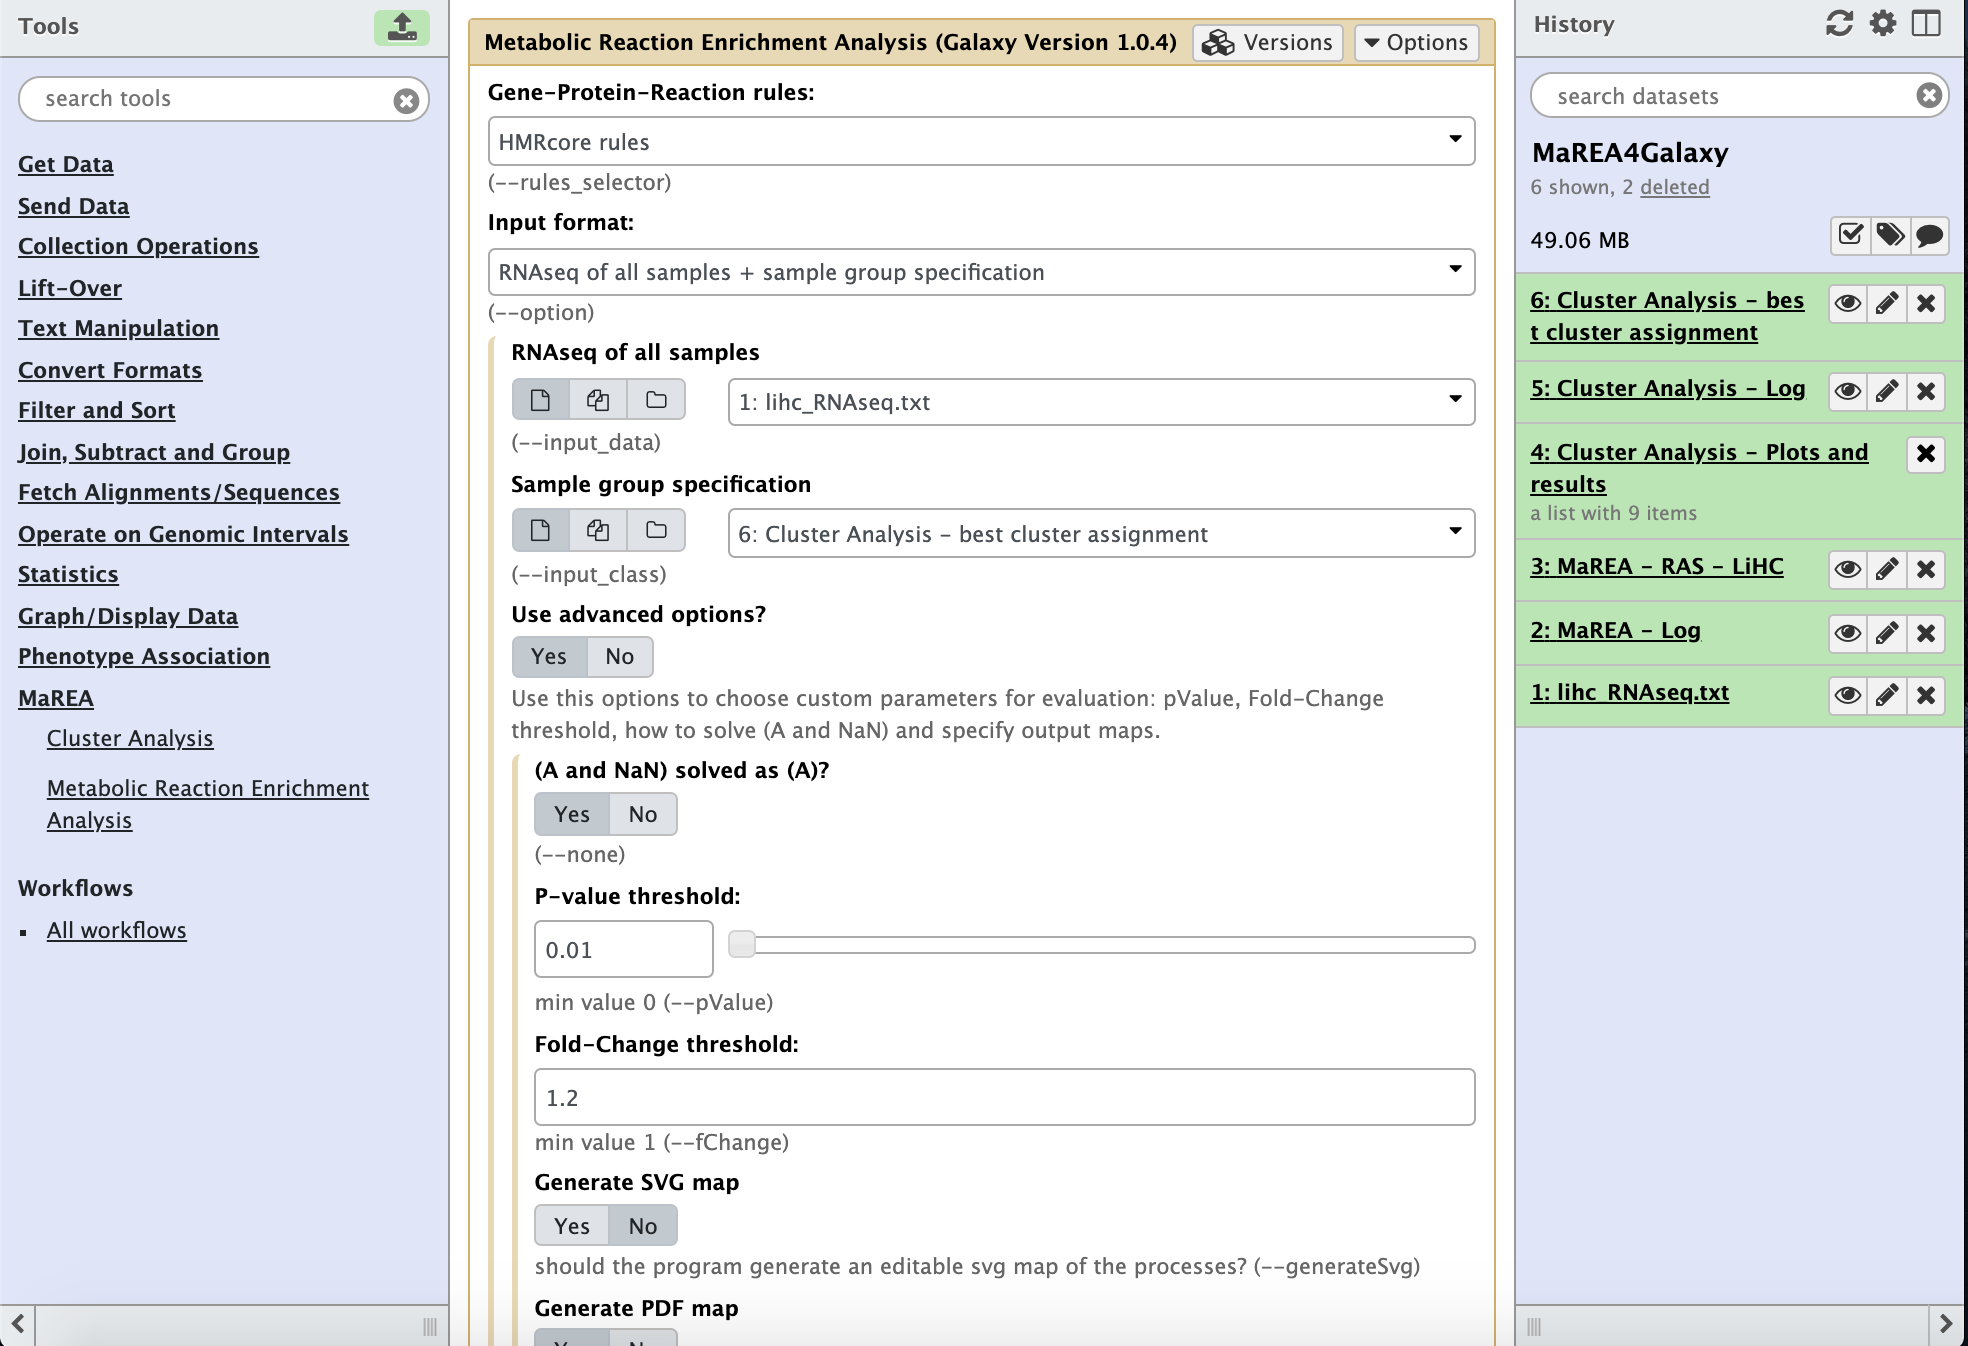 Tools
search tools
Get Data
Send Data
Collection Operations
Lift-Over
Text Manipulation
Convert Formats
Filter and Sort
Join, Subtract and Group
Fetch Alignments/Sequences
Operate on Genomic Intervals
Statistics
Graph/Display Data
Phenotype Association
MaREA
Cluster Analysis
Metabolic Reaction Enrichment
Analysis
Workflows
All workflows
Metabolic Reaction Enrichment Analysis (Galaxy Version 1.0.4)
Versions
Options
Gene-Protein-Reaction rules:
HMRcore rules
(--rules_selector)
Input format:
RNAseq of all samples + sample group specification
(--option)
RNAseq of all samples
1: lihc_RNAseq.txt
(--input_data)
Sample group specification
6: Cluster Analysis - best cluster assignment
(--input_class)
Use advanced options?
Yes No
Use this options to choose custom parameters for evaluation: pValue, Fold-Change
threshold, how to solve (A and NaN) and specify output maps.
(A and NaN) solved as (A)?
Yes No
(--none)
P-value threshold:
0.01
min value 0 (--pValue)
Fold-Change threshold:
1.2
min value 1 (--fChange)
Generate SVG map
Yes No
should the program generate an editable svg map of the processes? (--generateSvg)
Generate PDF map
Yes No
History
search datasets
MaREA4Galaxy
6 shown, 2 deleted
49.06 MB
6: Cluster Analysis - bes
t cluster assignment
5: Cluster Analysis - Log
4: Cluster Analysis - Plots and
results
a list with 9 items
3: MaREA - RAS - LiHC
2: MaREA - Log
1: lihc_RNAseq.txt